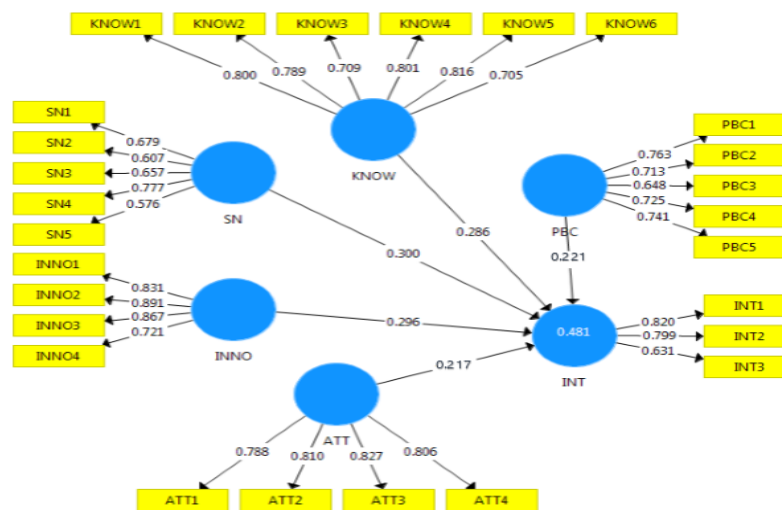 KNOW1 KNOW2 KNOW3 KNOW4 KNOW5 KNOW6
0.800 0.789 0.709 0.801 0.816 0.705
KNOW
SN1
SN2
SN3
SN4
SN5
0.679
0.607
0.657
0.777
0.576
SN
PBC1
PBC2
PBC3
PBC4
PBC5
0.763
0.713
0.648
0.725
0.741
PBC
0.286
0.221
0.300
INNO1
INNO2
INNO3
INNO4
0.831
0.891
0.867
0.721
INNO
0.296
0.481
INT
0.820
0.799
0.631
INT1
INT2
INT3
0.217
ATT
0.788 0.810 0.827 0.806
ATT1 ATT2 ATT3 ATT4